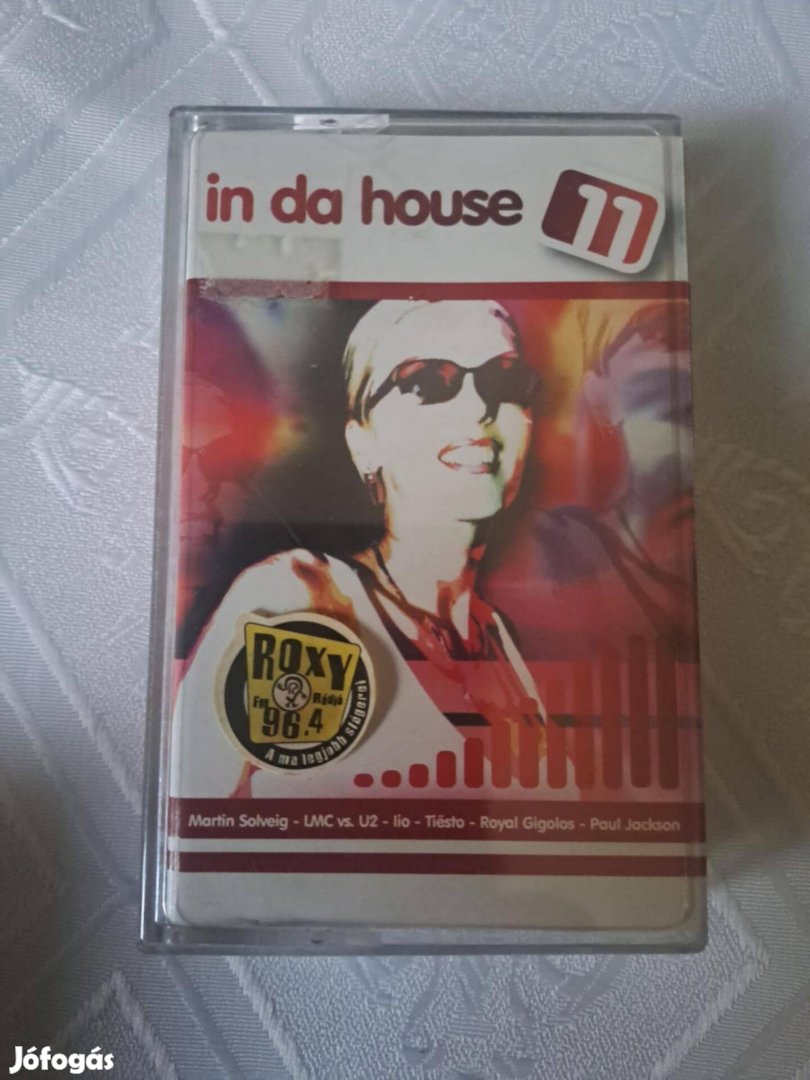 in da house 11
ROXY
FM Rádió
96.4
A ma legjobb slágerei
Martin Solveig - LMC vs. U2 - Iio - Tiësto - Royal Gigolos - Paul Jackson
Jófogás